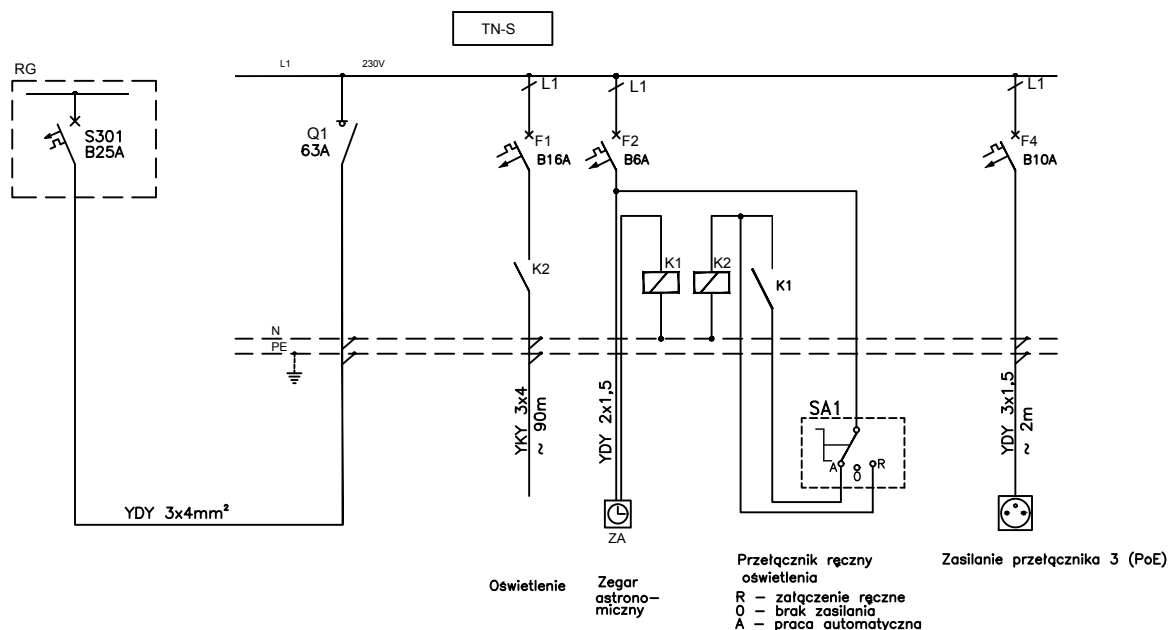 TN-S
RG
L1
230V
S301
B25A
Q1
63A
L1
F1
B16A
L1
F2
B6A
L1
F4
B10A
K2
K1
K2
K1
N
PE
YKY 3x4
~ 90m
YDY 2x1,5
SA1
A
0
R
YDY 3x1,5
~ 2m
YDY 3x4mm²
ZA
Oświetlenie
Zegar
astrono-
miczny
Przełącznik ręczny
oświetlenia
R - załączenie ręczne
0 - brak zasilania
A - praca automatyczna
Zasilanie przełącznika 3 (PoE)